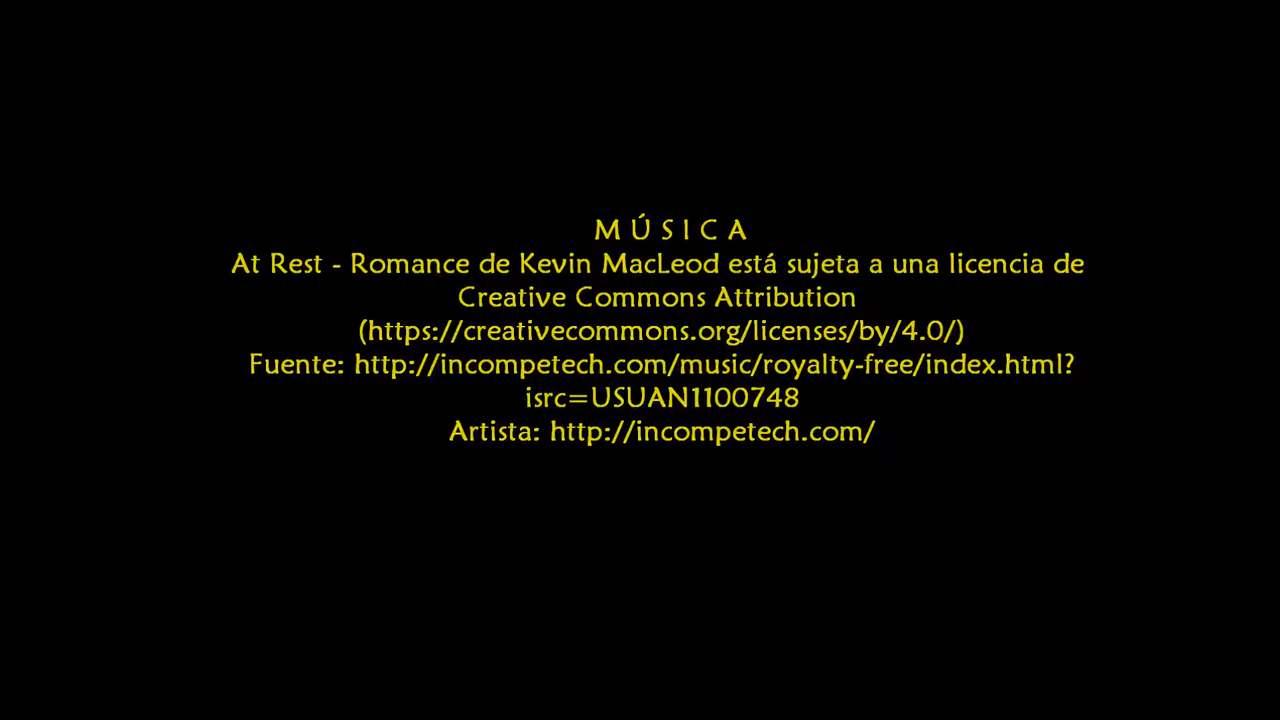 M Ú S I C A
At Rest - Romance de Kevin MacLeod está sujeta a una licencia de
Creative Commons Attribution
(https://creativecommons.org/licenses/by/4.0/)
Fuente: http://incompetech.com/music/royalty-free/index.html?
isrc=USUAN1100748
Artista: http://incompetech.com/